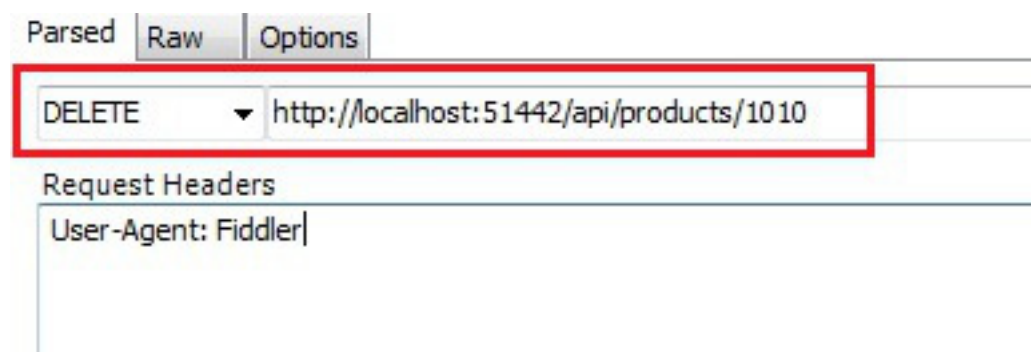 Parsed Raw Options
DELETE http://localhost:51442/api/products/1010
Request Headers
User-Agent: Fiddler